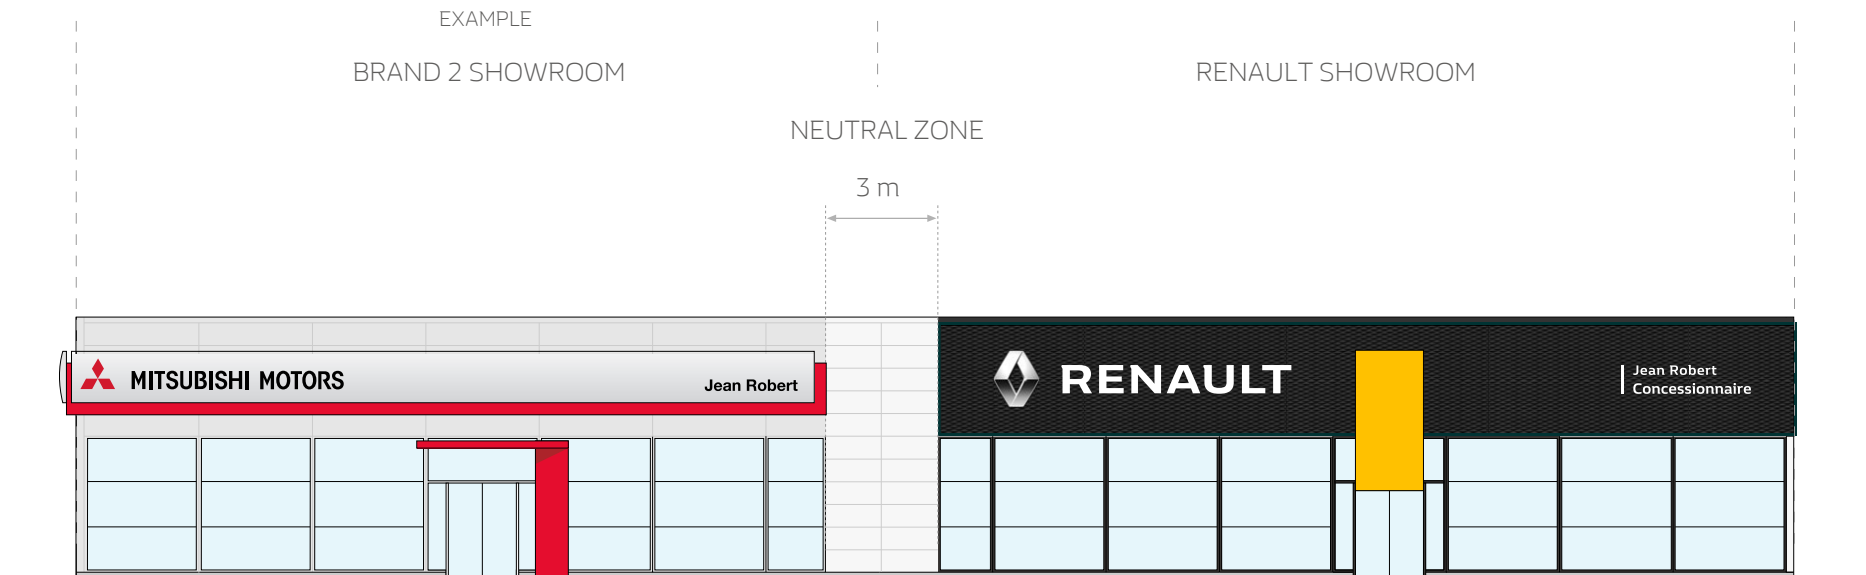 EXAMPLE
BRAND 2 SHOWROOM
RENAULT SHOWROOM
NEUTRAL ZONE
3 m
MITSUBISHI MOTORS
Jean Robert
RENAULT
Jean Robert
Concessionnaire